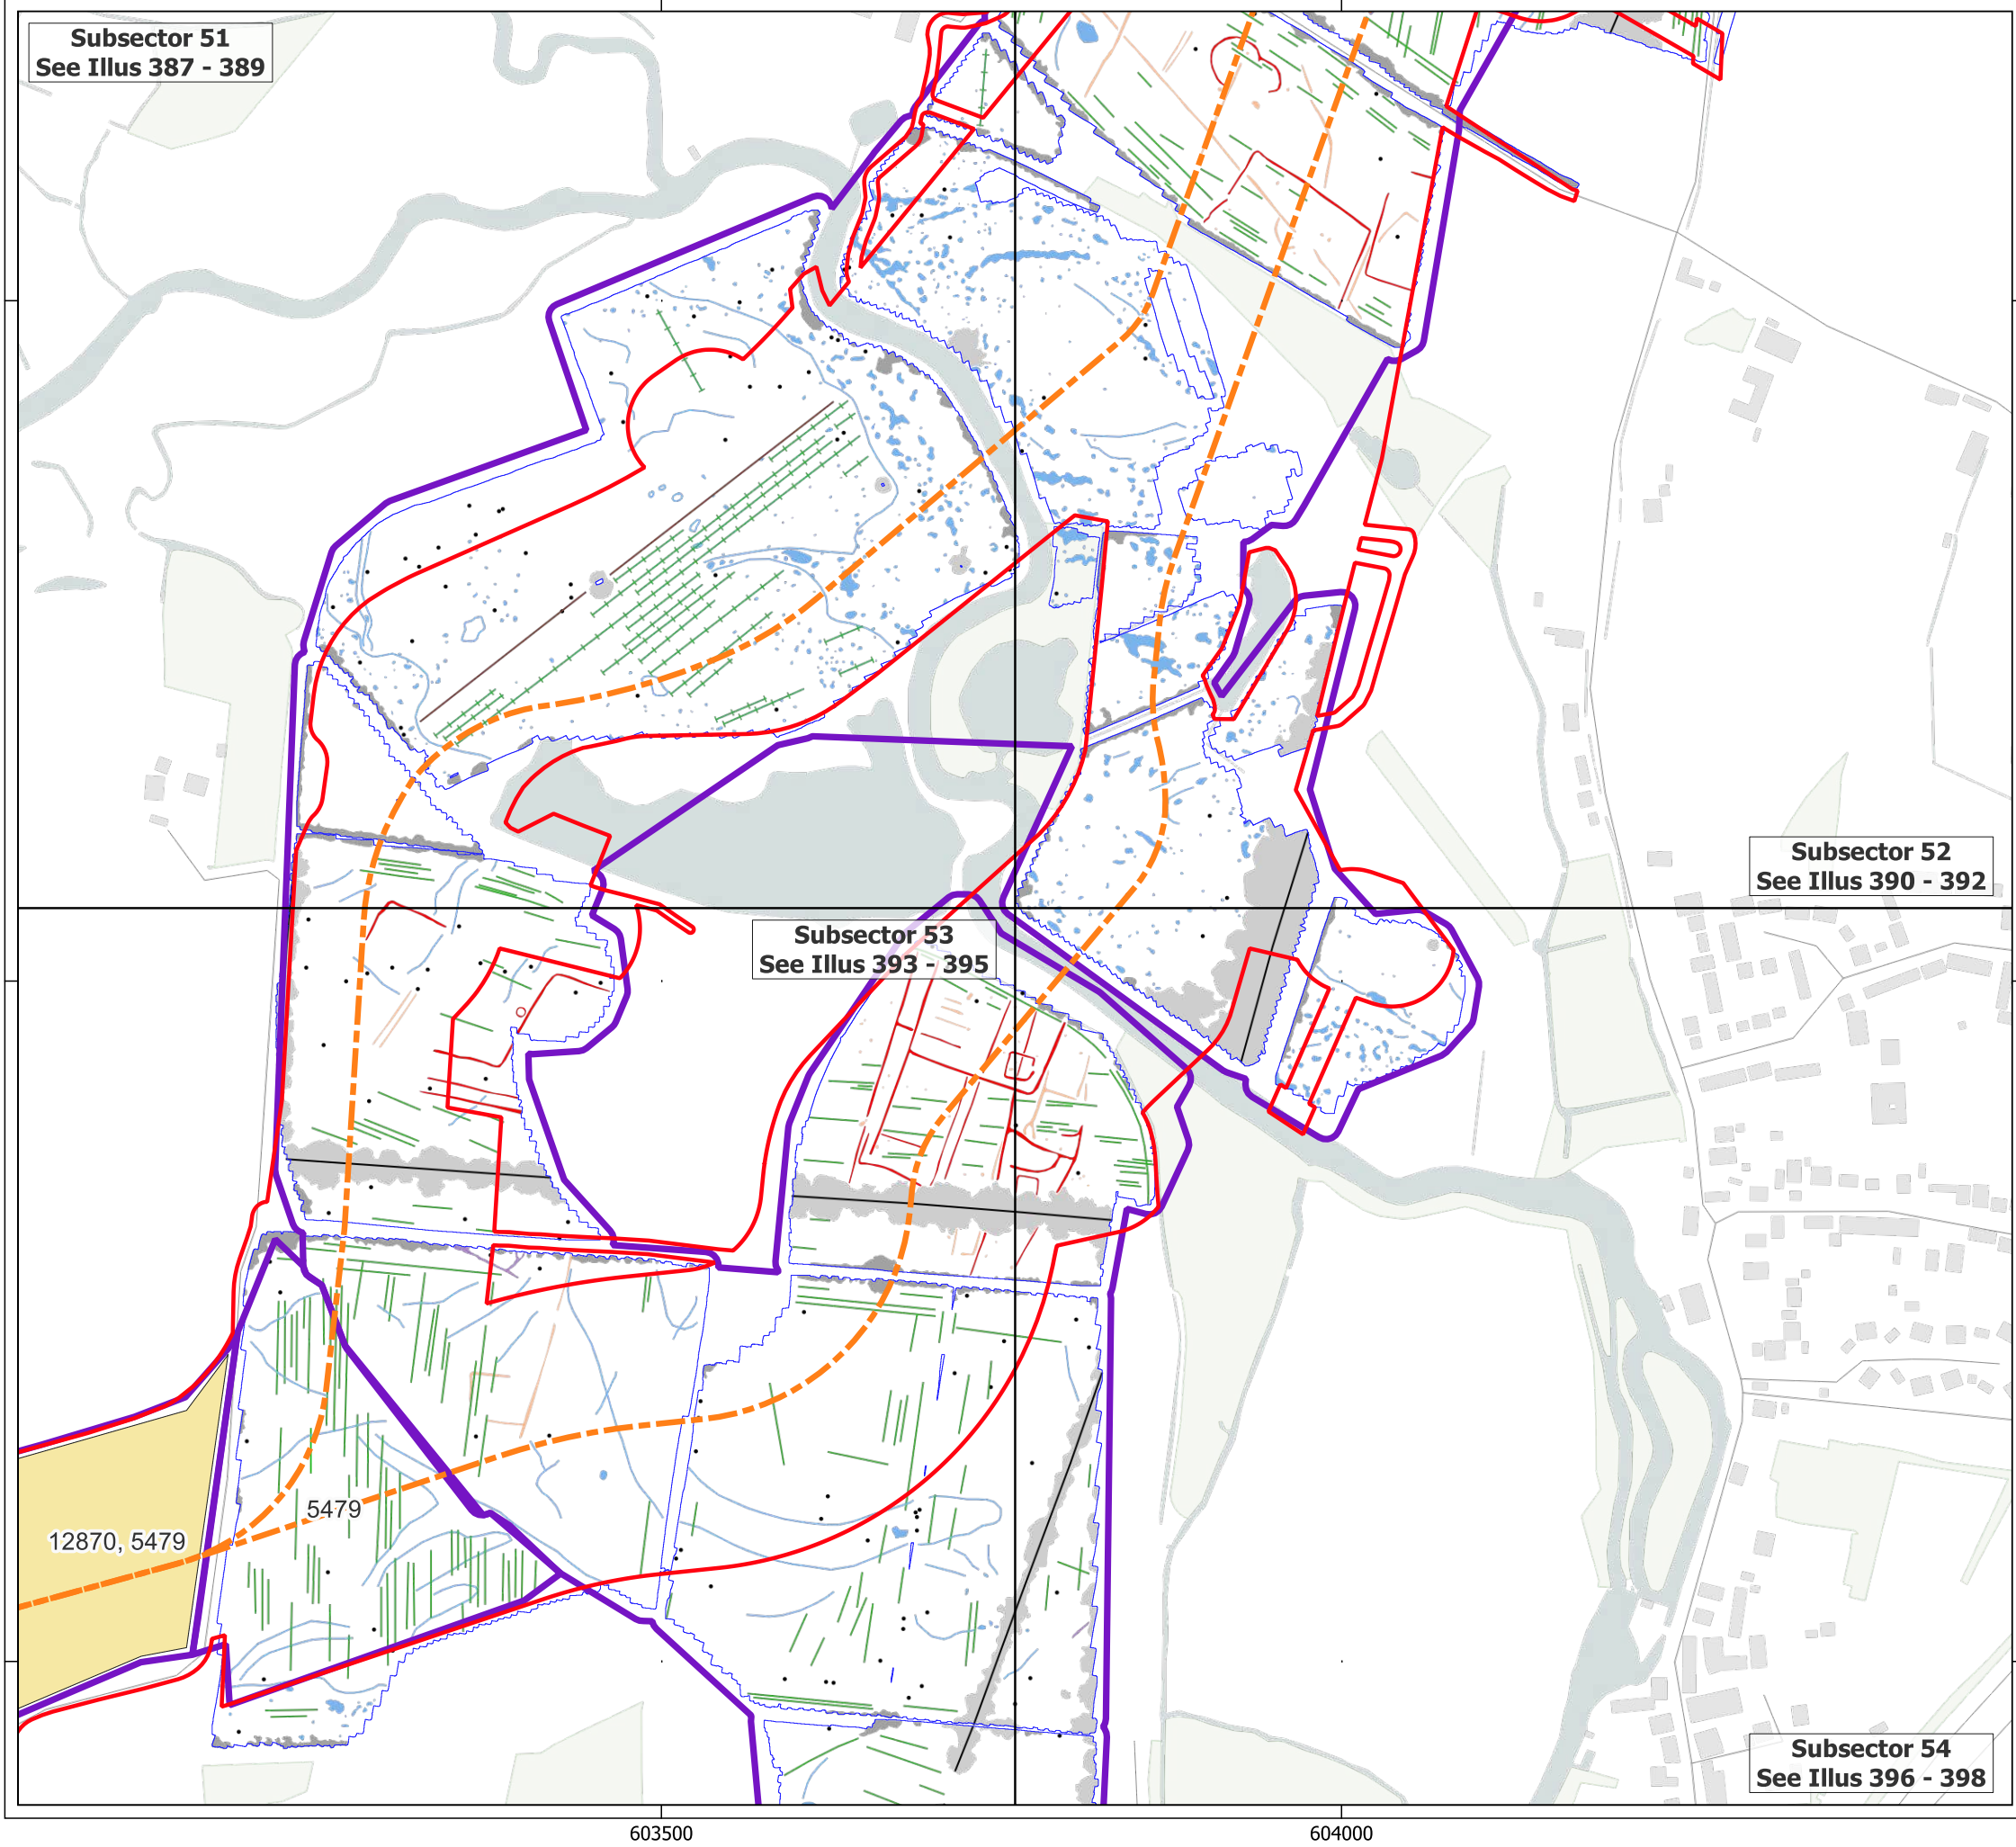 Subsector 51
See Illus 387 - 389
Subsector 52
See Illus 390 - 392
Subsector 53
See Illus 393 - 395
5479
12870, 5479
Subsector 54
See Illus 396 - 398
603500
604000